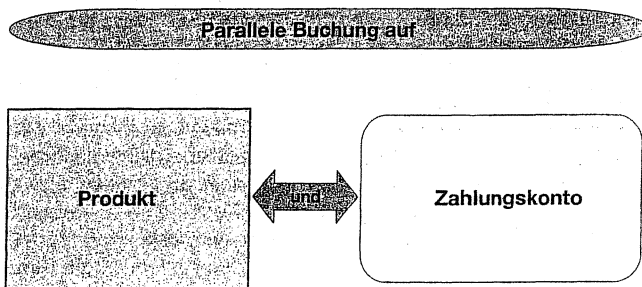 Parallele Buchung auf
Produkt
und
Zahlungskonto